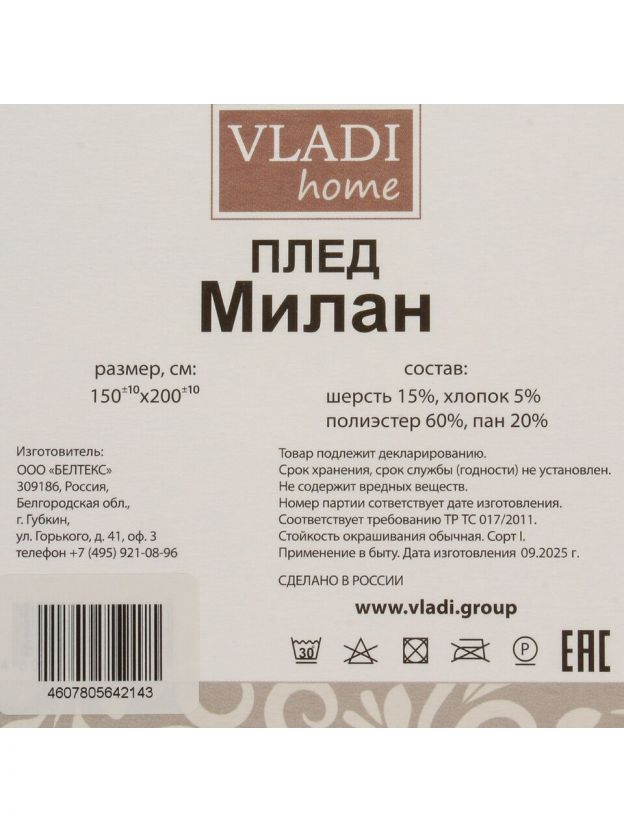 VLADI
home
ПЛЕД
Милан
размер, см:
150±10х200±10
состав:
шерсть 15%, хлопок 5%
полиэстер 60%, пан 20%
Изготовитель:
ООО «БЕЛТЕКС»
309186, Россия,
Белгородская обл.,
г. Губкин,
ул. Горького, д. 41, оф. 3
телефон +7 (495) 921-08-96
Товар подлежит декларированию.
Срок хранения, срок службы (годности) не установлен.
Не содержит вредных веществ.
Номер партии сответствует дате изготовления.
Соответствует требованию ТР ТС 017/2011.
Стойкость окрашивания обычная. Сорт I.
Применение в быту. Дата изготовления 09.2025 г.
СДЕЛАНО В РОССИИ
www.vladi.group
30
P
EAC
4607805642143